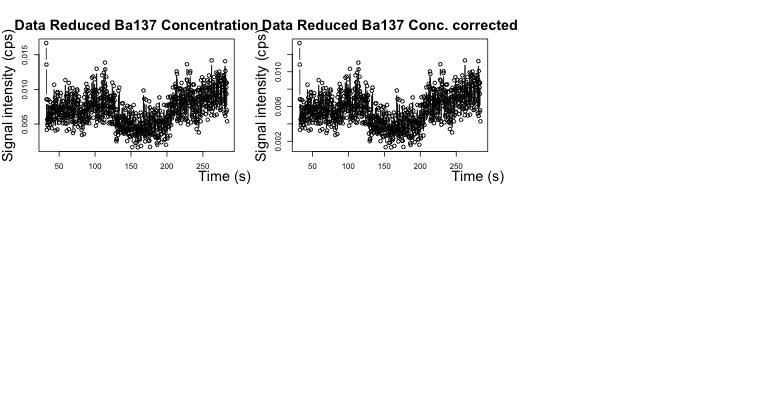 Data Reduced Ba137 Concentration
Signal intensity (cps)
0.005 0.010 0.015
50 100 150 200 250
Time (s)
Data Reduced Ba137 Conc. corrected
Signal intensity (cps)
0.002 0.006 0.010
50 100 150 200 250
Time (s)